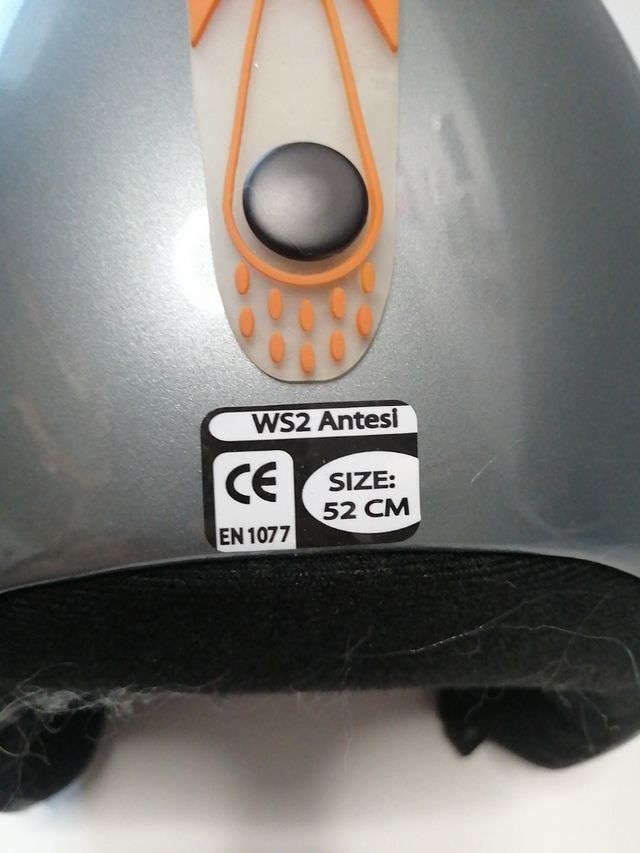 WS2 Antesi
CE
EN 1077
SIZE:
52 CM